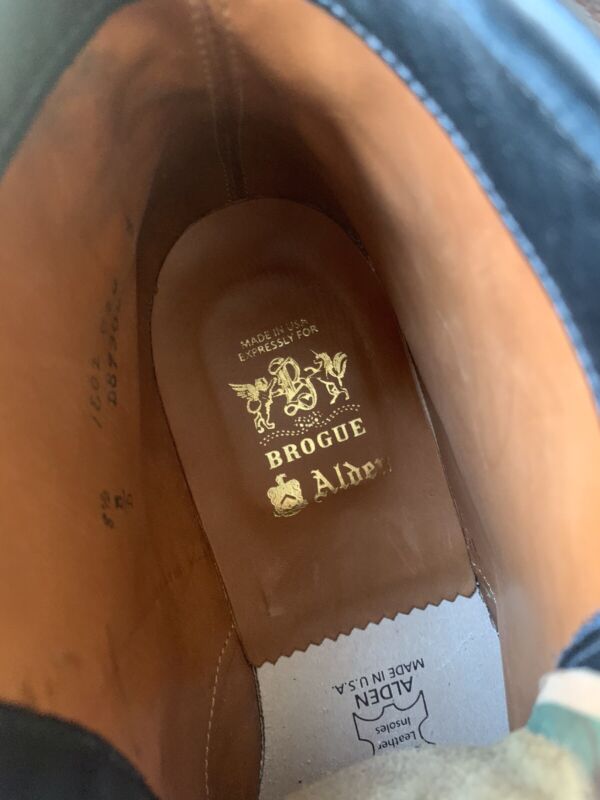 MADE IN USA
EXPRESSLY FOR
B
BROGUE
Alden
ALDEN
MADE IN U.S.A.
Leather
Insoles